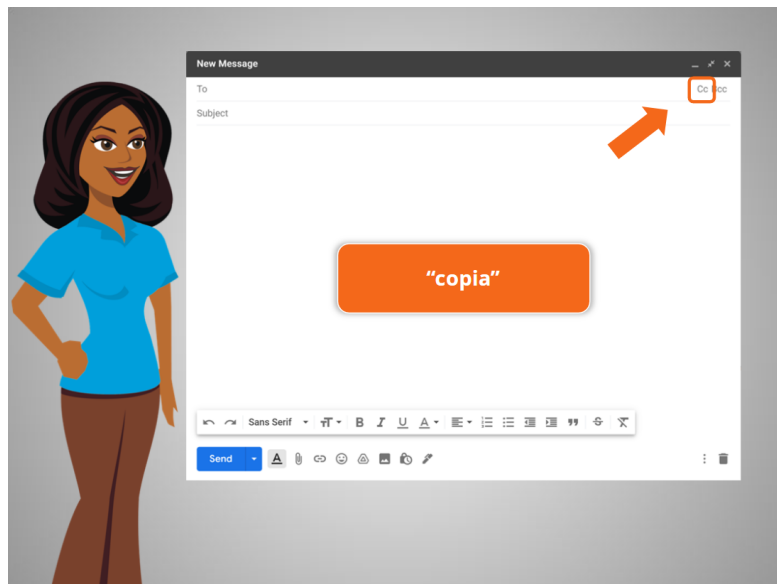 New Message
To
Cc Bcc
Subject
“copia”
Sans Serif
Send